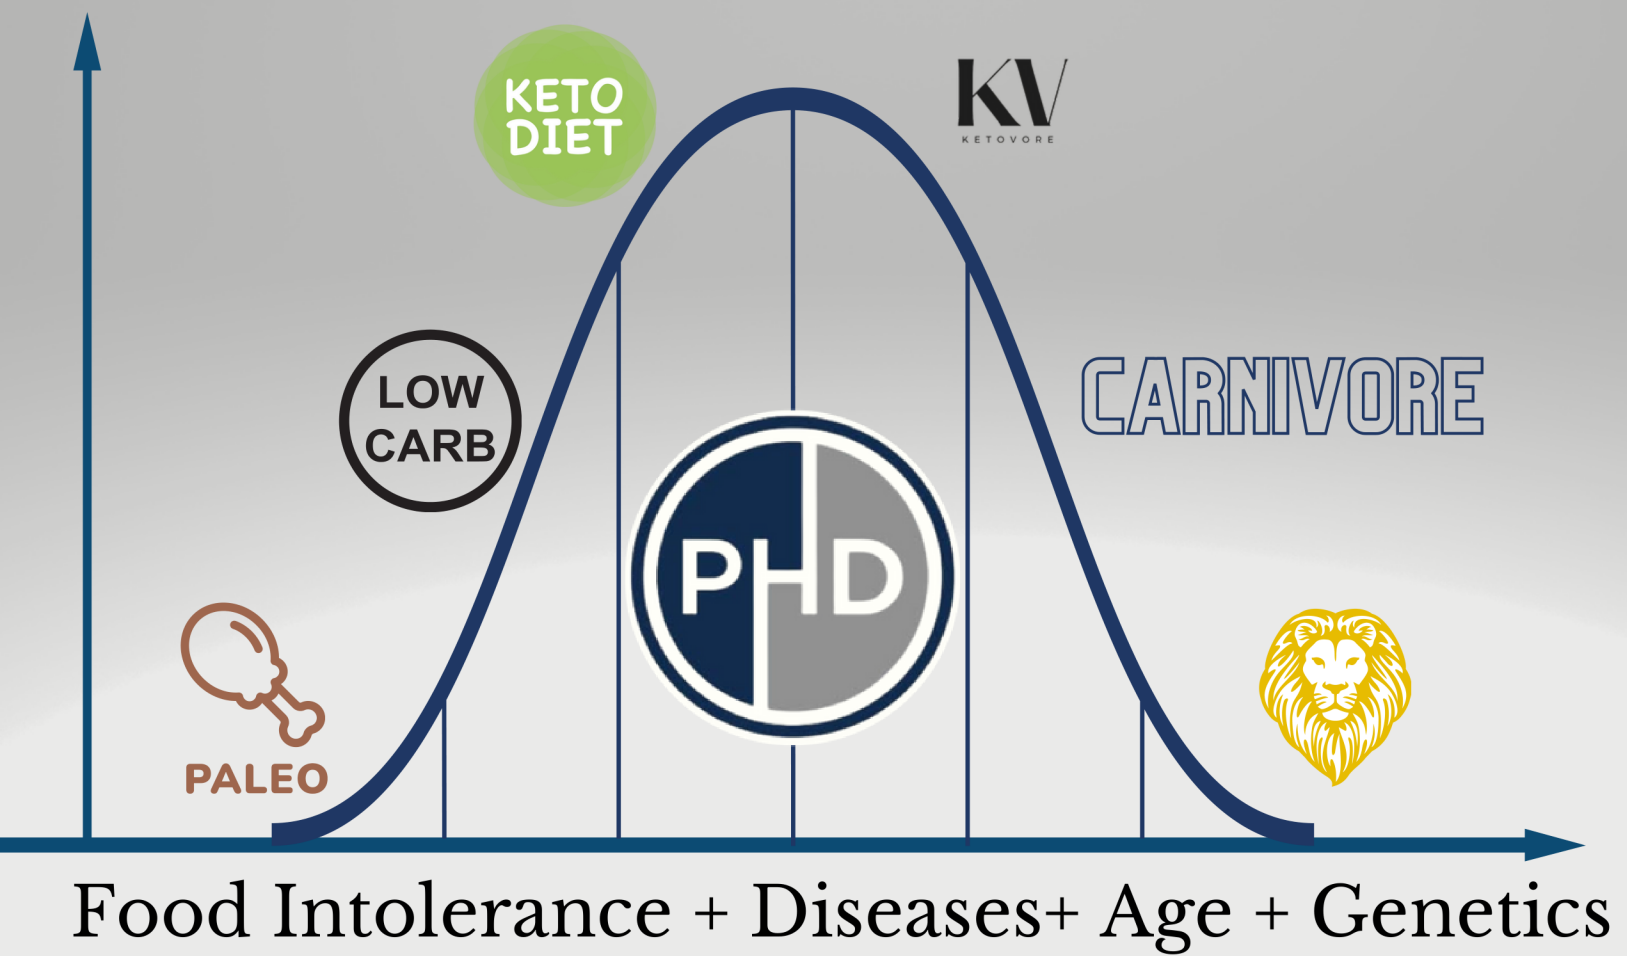 KETO
DIET
KV
KETOVORE
LOW
CARB
CARNIVORE
PHD
PALEO
Food Intolerance + Diseases+ Age + Genetics